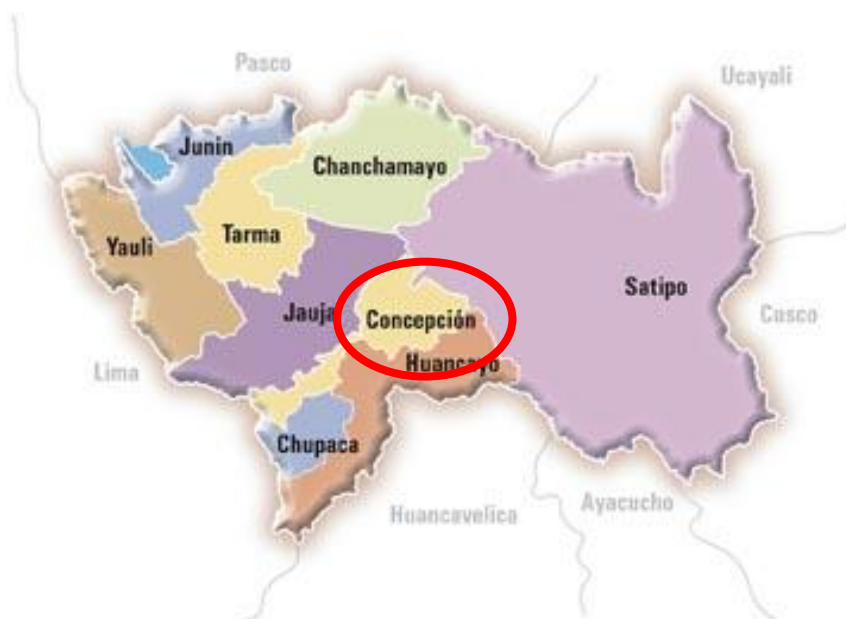 Pasco
Ucayali
Junin
Chanchamayo
Tarma
Yauli
Satipo
Jauja
Concepción
Cusco
Lima
Huancayo
Chupaca
Ayacucho
Huancavelica